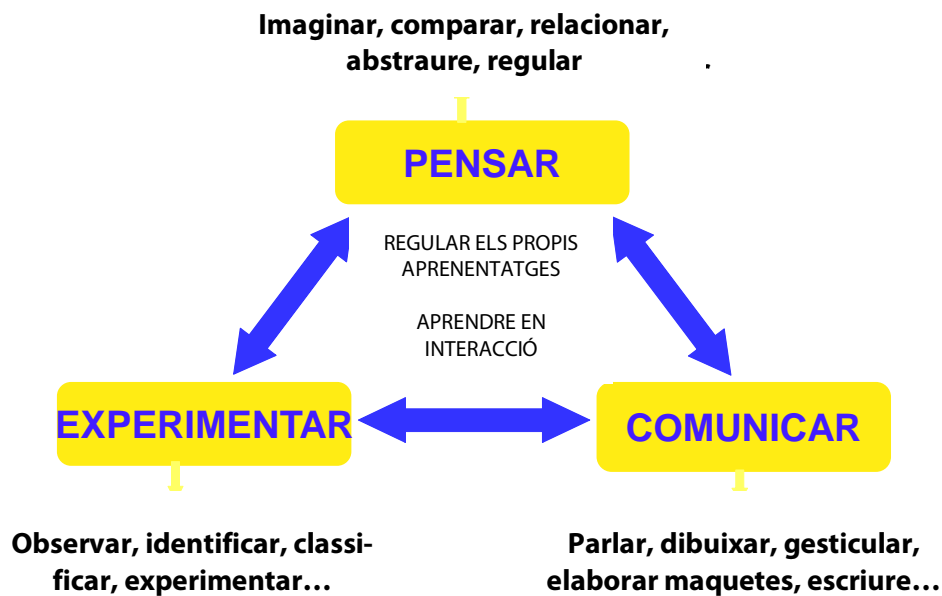 Imaginar, comparar, relacionar,
abstraure, regular .
PENSAR
REGULAR ELS PROPIS
APRENENTATGES
APRENDRE EN
INTERACCIÓ
EXPERIMENTAR
COMUNICAR
Observar, identificar, classi-
ficar, experimentar…
Parlar, dibuixar, gesticular,
elaborar maquetes, escriure…